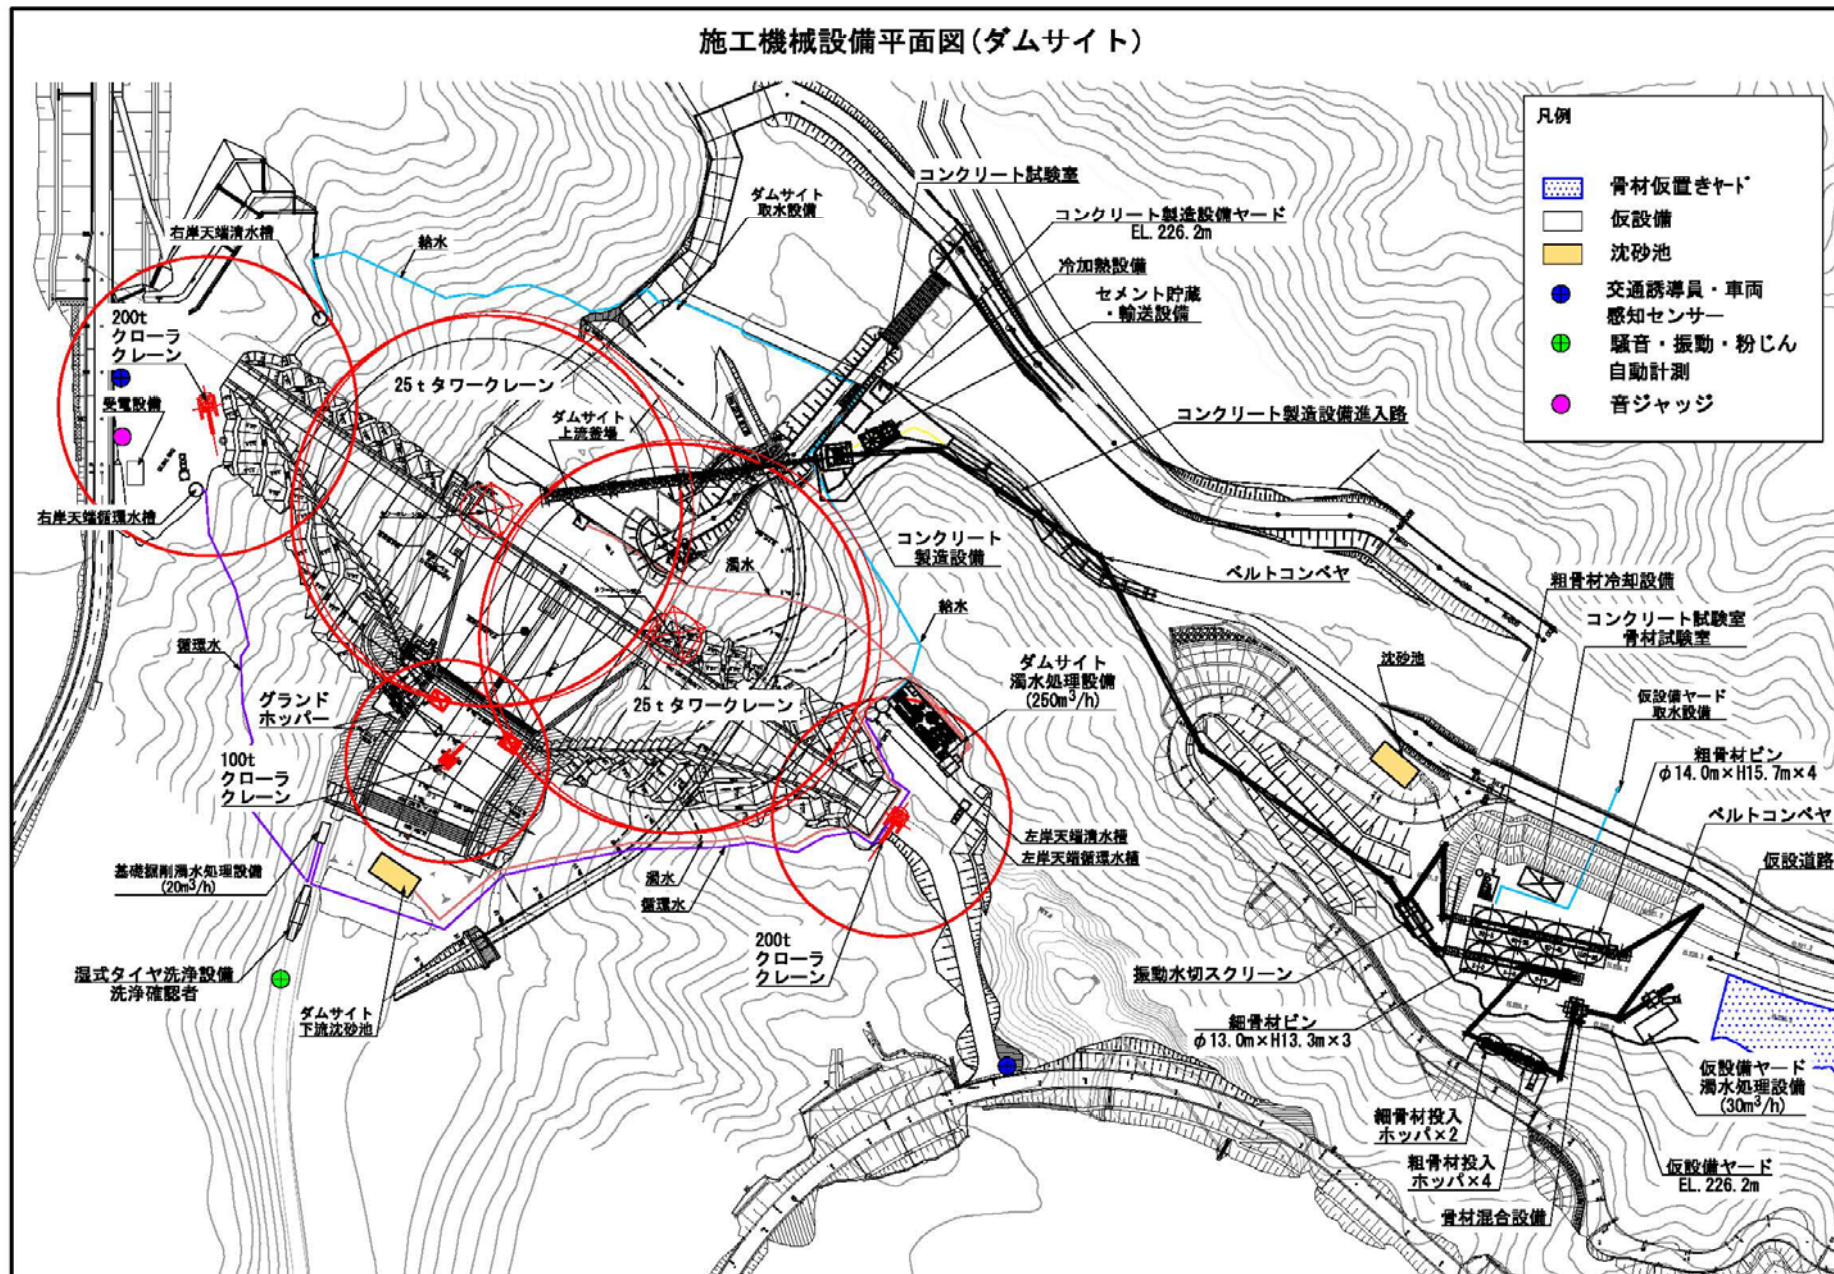 施工機械設備平面図(ダムサイト)
凡例
骨材仮置きヤード
仮設備
沈砂池
交通誘導員・車両
感知センサー
騒音・振動・粉じん
自動計測
音ジャッジ
コンクリート試験室
ダムサイト
取水設備
コンクリート製造設備ヤード
EL.226.2m
右岸天端清水槽
給水
冷加熱設備
セメント貯蔵
・輸送設備
200t
クローラ
クレーン
25tタワークレーン
受電設備
ダムサイト
上流釜場
コンクリート製造設備進入路
右岸天端循環水槽
コンクリート
製造設備
濁水
ベルトコンベヤ
粗骨材冷却設備
給水
コンクリート試験室
骨材試験室
循環水
ダムサイト
濁水処理設備
(250m³/h)
沈砂池
グランド
ホッパー
25tタワークレーン
仮設備ヤード
取水設備
100t
クローラ
クレーン
粗骨材ビン
φ14.0m×H15.7m×4
ベルトコンベヤ
左岸天端清水槽
左岸天端循環水槽
仮設道路
基礎掘削濁水処理設備
(20m³/h)
濁水
循環水
200t
クローラ
クレーン
湿式タイヤ洗浄設備
洗浄確認者
振動水切スクリーン
ダムサイト
下流沈砂池
細骨材ビン
φ13.0m×H13.3m×3
仮設備ヤード
濁水処理設備
(30m³/h)
細骨材投入
ホッパ×2
粗骨材投入
ホッパ×4
仮設備ヤード
EL.226.2m
骨材混合設備